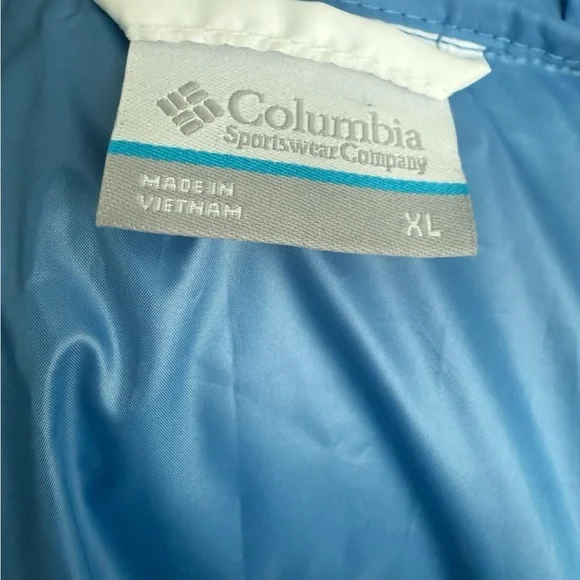 Columbia
Sportswear Company
MADE IN
VIETNAM
XL